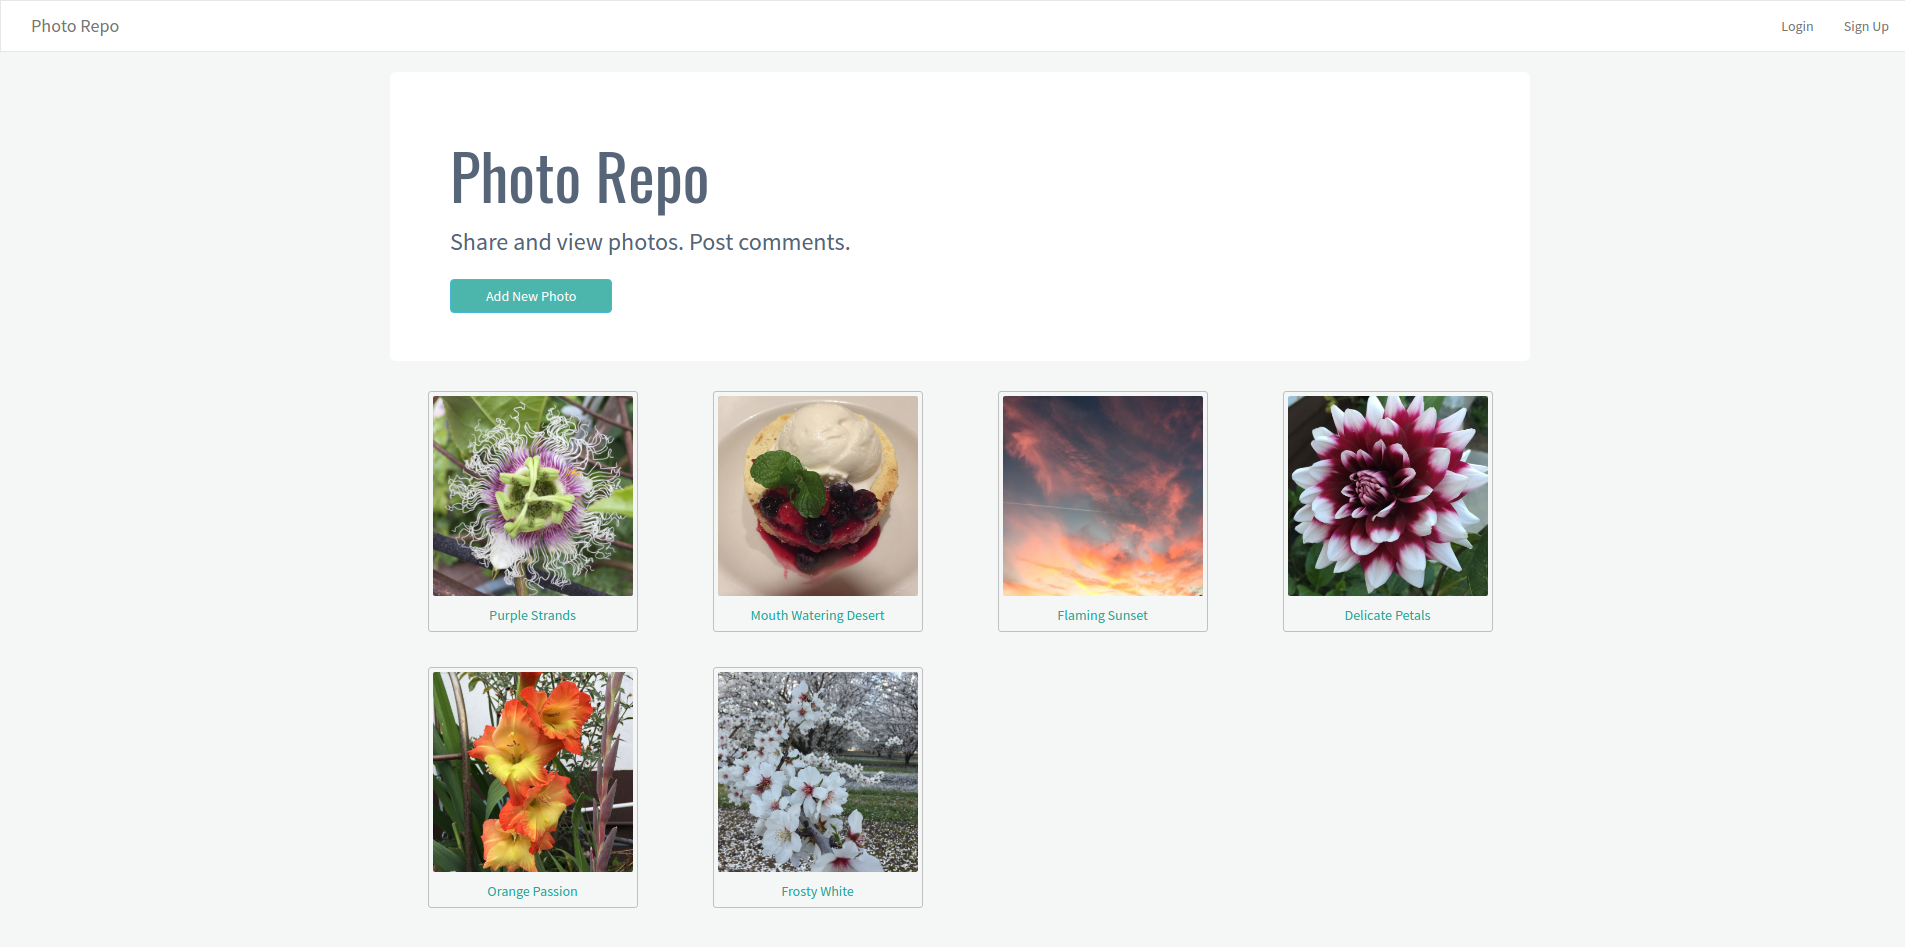 Photo Repo
Login
Sign Up
Photo Repo
Share and view photos. Post comments.
Add New Photo
Purple Strands
Mouth Watering Desert
Flaming Sunset
Delicate Petals
Orange Passion
Frosty White